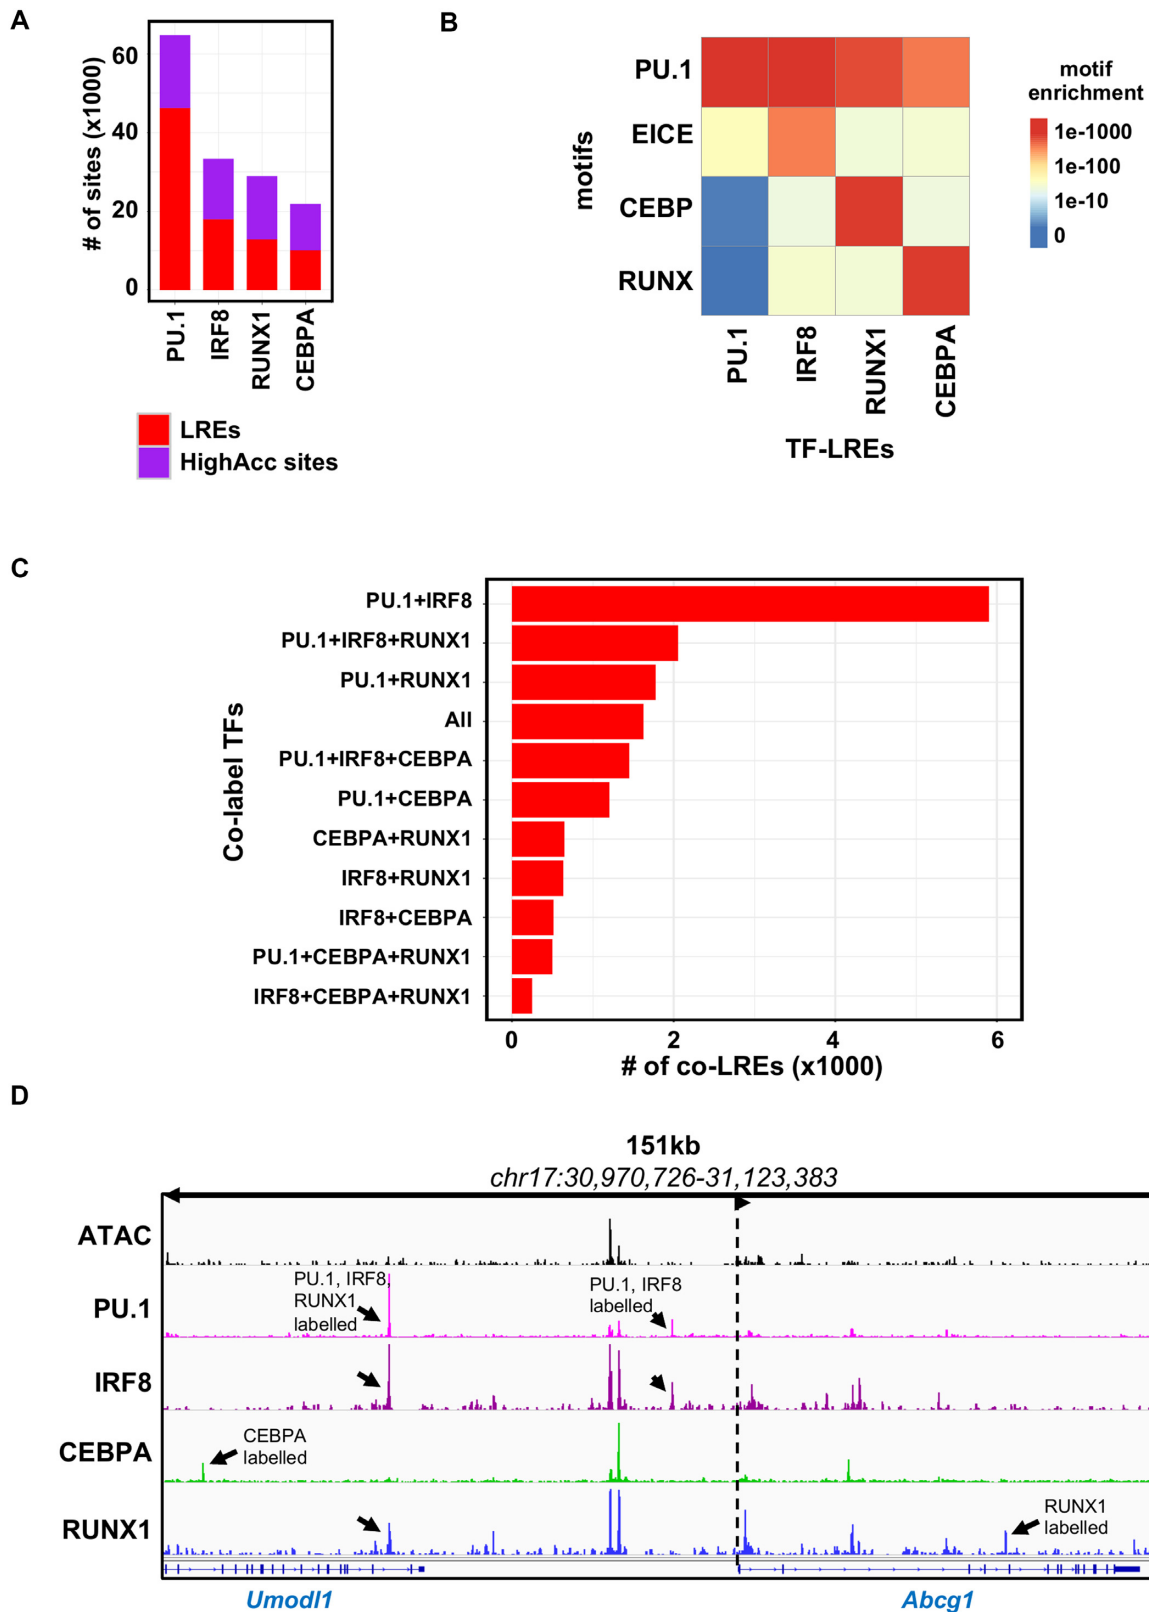 A
# of sites (x1000)
60
40
20
0
PU.1
IRF8
RUNX1
CEBPA
LREs
HighAcc sites
B
motifs
PU.1
EICE
CEBP
RUNX
PU.1
IRF8
RUNX1
CEBPA
TF-LREs
motif
enrichment
1e-1000
1e-100
1e-10
0
C
Co-label TFs
PU.1+IRF8
PU.1+IRF8+RUNX1
PU.1+RUNX1
All
PU.1+IRF8+CEBPA
PU.1+CEBPA
CEBPA+RUNX1
IRF8+RUNX1
IRF8+CEBPA
PU.1+CEBPA+RUNX1
IRF8+CEBPA+RUNX1
0 2 4 6
# of co-LREs (x1000)
D
151kb
chr17:30,970,726-31,123,383
ATAC
PU.1
PU.1, IRF8,
RUNX1
labelled
PU.1, IRF8
labelled
IRF8
CEBPA
CEBPA
labelled
RUNX1
RUNX1
labelled
Umodl1
Abcg1